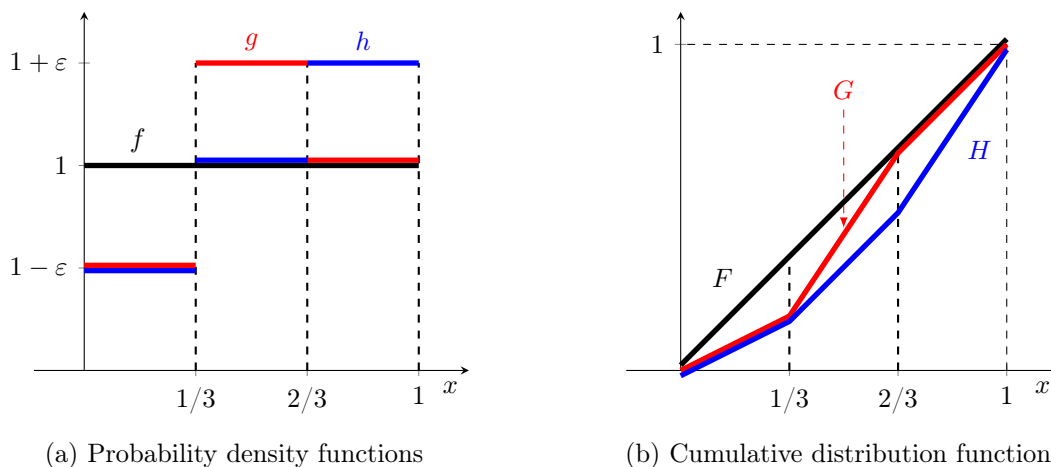 g h
1 + ε
f
1
1 − ε
1/3 2/3 1 x
(a) Probability density functions
1
G
H
F
1/3 2/3 1 x
(b) Cumulative distribution function